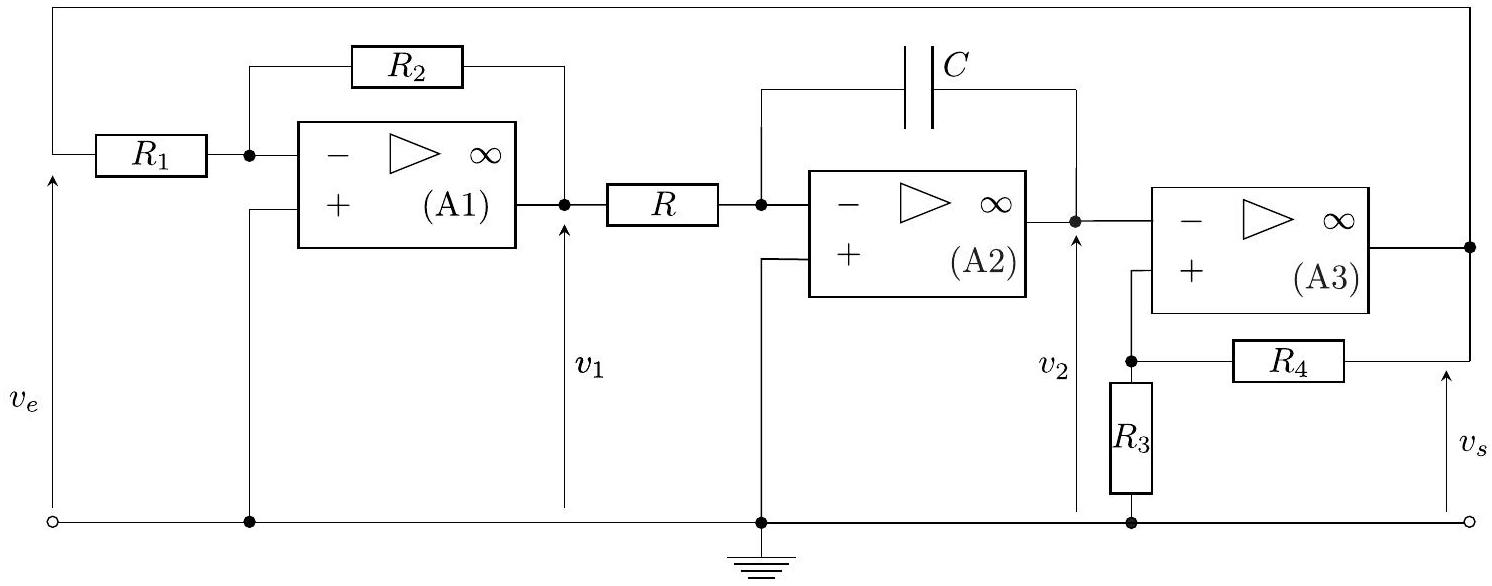 R₂
C
R₁
− ▷ ∞
+ (A1)
R
− ▷ ∞
+ (A2)
− ▷ ∞
+ (A3)
v₁
v₂
R₄
vₑ
R₃
vₛ